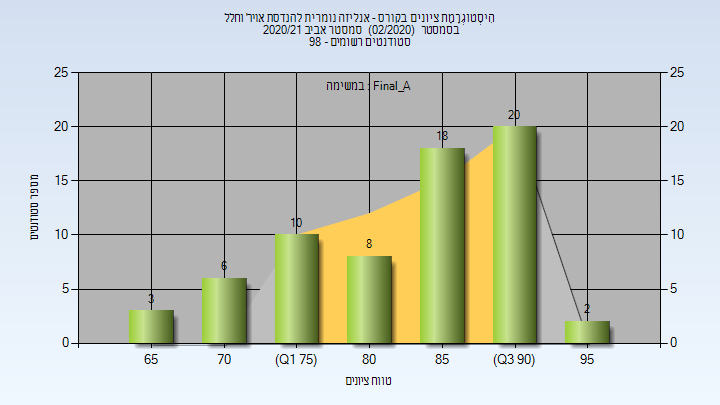 היסטוגרמת ציונים בקורס - אנליזה נומרית להנדסת אויר וחלל
בסמסטר (02/2020) סמסטר אביב 2020/21
סטודנטים רשומים - 98
במשימה : Final_A
25 25
20 20
15 15
10 10
5 5
0 0
3 6 10 8 18 20 2
65 70 (Q1 75) 80 85 (Q3 90) 95
מספר סטודנטים
טווח ציונים